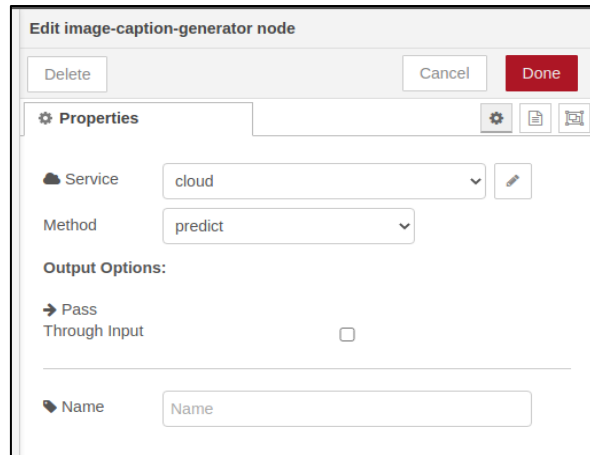 Edit image-caption-generator node
Delete Cancel Done
Properties
Service cloud
Method predict
Output Options:
Pass
Through Input
Name Name